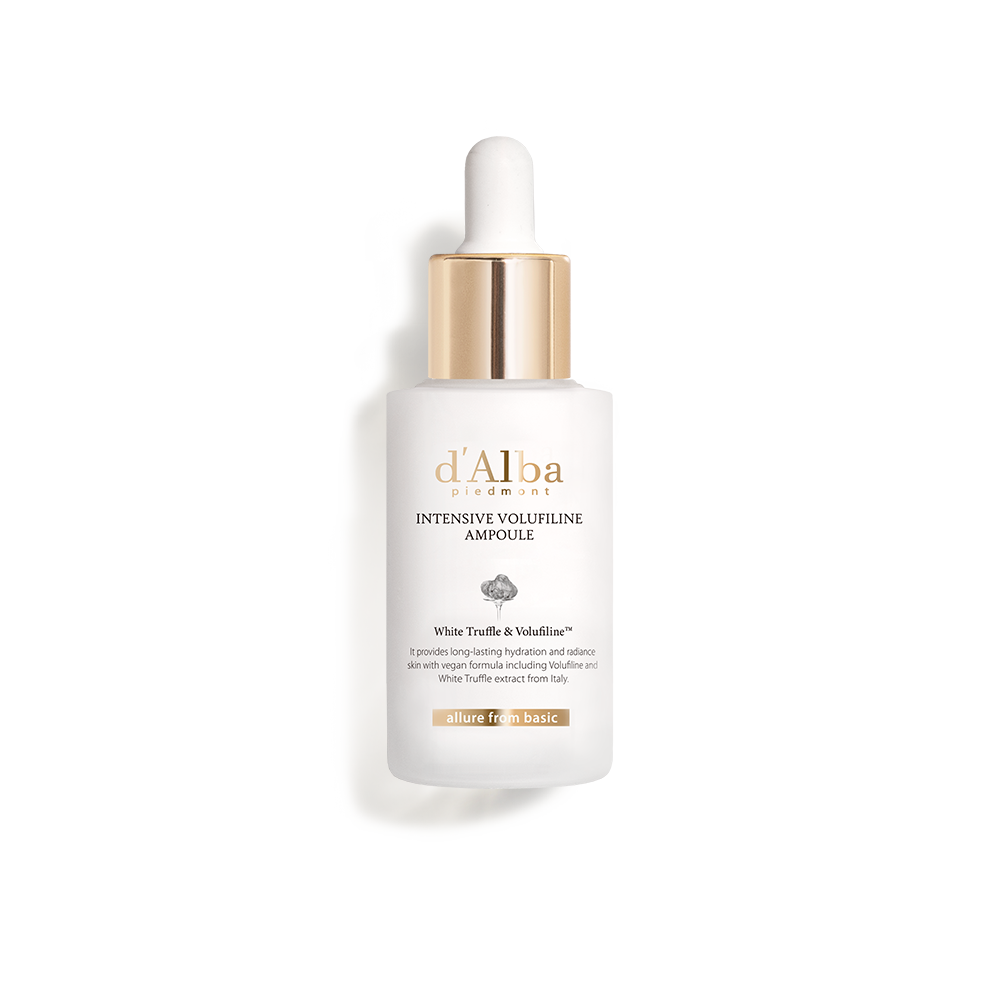 d'Alba
piedmont
INTENSIVE VOLUFILINE
AMPOULE
White Truffle & Volufiline™
It provides long-lasting hydration and radiance
skin with vegan formula including Volufiline and
White Truffle extract from Italy.
allure from basic